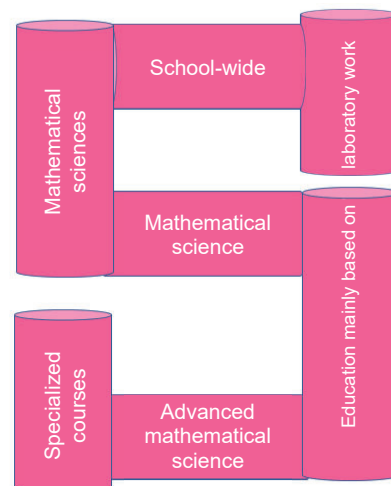 School-wide
laboratory work
Mathematical
sciences
Mathematical
science
Education mainly based on
Specialized
courses
Advanced
mathematical
science